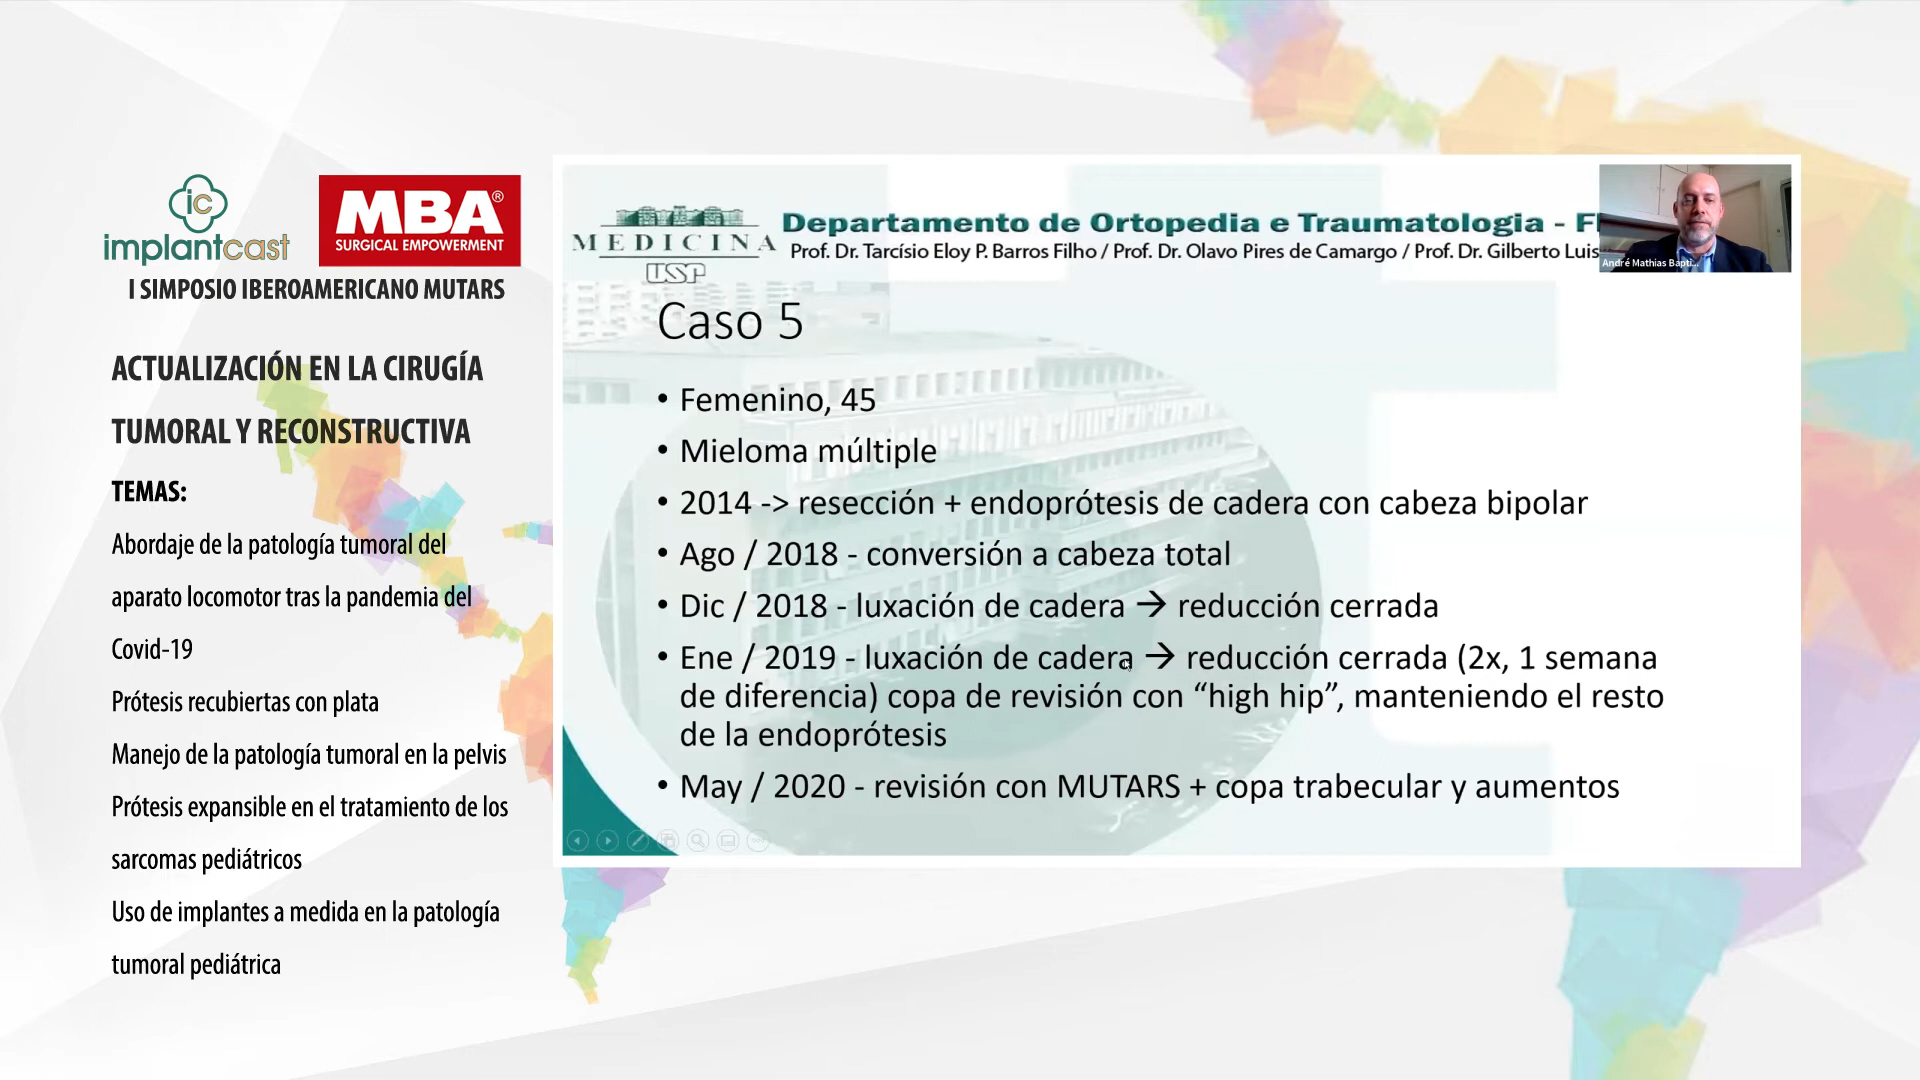 ic
implantcast
MBA®
SURGICAL EMPOWERMENT
I SIMPOSIO IBEROAMERICANO MUTARS
ACTUALIZACIÓN EN LA CIRUGÍA
TUMORAL Y RECONSTRUCTIVA
TEMAS:
Abordaje de la patología tumoral del
aparato locomotor tras la pandemia del
Covid-19
Prótesis recubiertas con plata
Manejo de la patología tumoral en la pelvis
Prótesis expansible en el tratamiento de los
sarcomas pediátricos
Uso de implantes a medida en la patología
tumoral pediátrica
MEDICINA
USP
Departamento de Ortopedia e Traumatologia - F
Prof. Dr. Tarcísio Eloy P. Barros Filho / Prof. Dr. Olavo Pires de Camargo / Prof. Dr. Gilberto Luis
André Mathias Bapti...
Caso 5
• Femenino, 45
• Mieloma múltiple
• 2014 -> resección + endoprótesis de cadera con cabeza bipolar
• Ago / 2018 - conversión a cabeza total
• Dic / 2018 - luxación de cadera → reducción cerrada
• Ene / 2019 - luxación de cadera → reducción cerrada (2x, 1 semana
de diferencia) copa de revisión con “high hip”, manteniendo el resto
de la endoprótesis
• May / 2020 - revisión con MUTARS + copa trabecular y aumentos